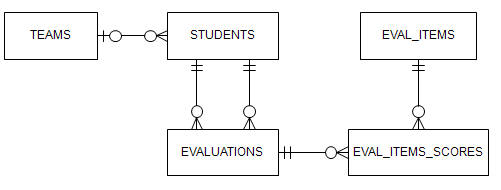 TEAMS
STUDENTS
EVAL_ITEMS
EVALUATIONS
EVAL_ITEMS_SCORES